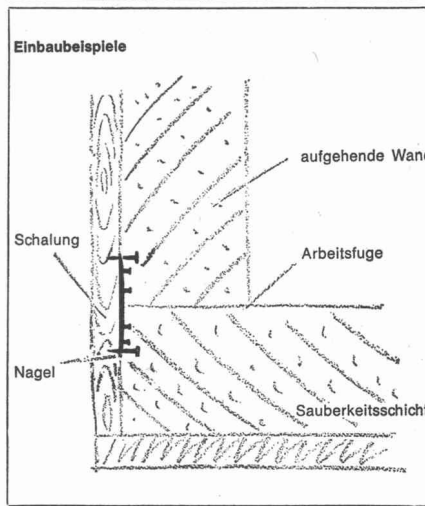 Einbaubeispiele
aufgehende Wand
Schalung
Arbeitsfuge
Nagel
Sauberkeitsschicht